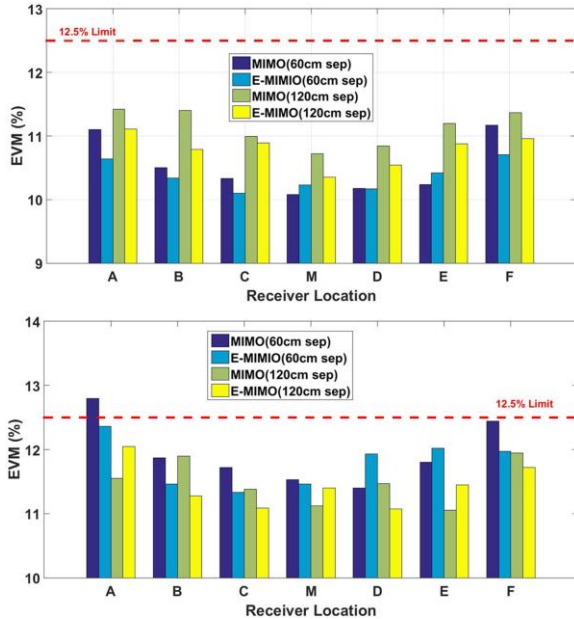 13
12.5% Limit
12
11
10
9
EVM (%)
MIMO(60cm sep)
E-MIMIO(60cm sep)
MIMO(120cm sep)
E-MIMO(120cm sep)
A B C M D E F
Receiver Location
14
13
12
11
10
EVM (%)
MIMO(60cm sep)
E-MIMIO(60cm sep)
MIMO(120cm sep)
E-MIMO(120cm sep)
12.5% Limit
A B C M D E F
Receiver Location